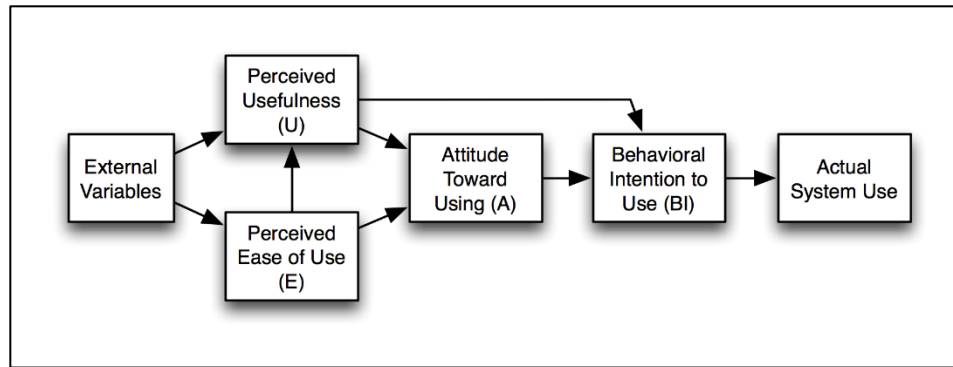 External
Variables
Perceived
Usefulness
(U)
Perceived
Ease of Use
(E)
Attitude
Toward
Using (A)
Behavioral
Intention to
Use (BI)
Actual
System Use